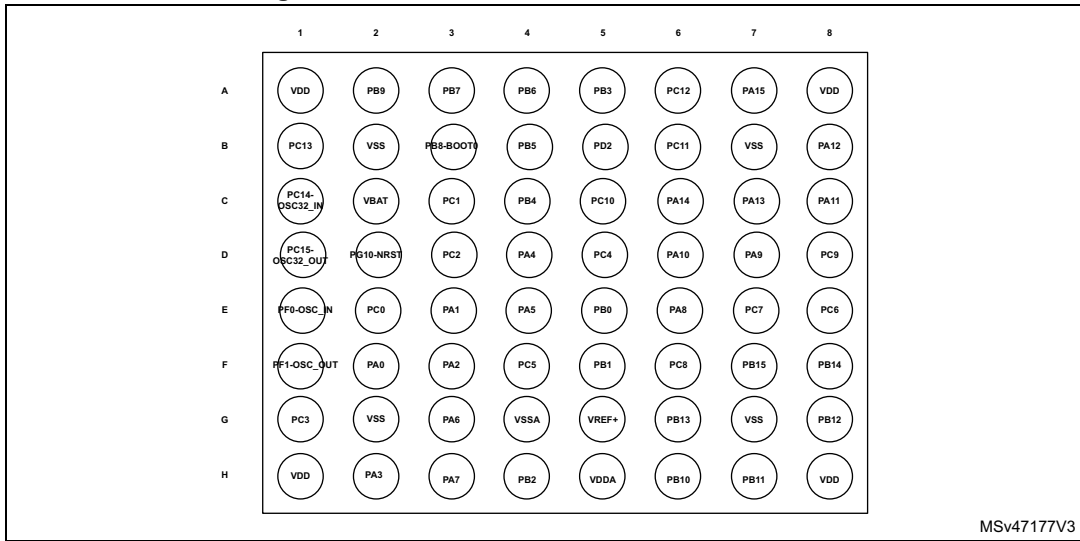 1 2 3 4 5 6 7 8
A VDD PB9 PB7 PB6 PB3 PC12 PA15 VDD
B PC13 VSS PB8-BOOT0 PB5 PD2 PC11 VSS PA12
C PC14-OSC32_IN VBAT PC1 PB4 PC10 PA14 PA13 PA11
D PC15-OSC32_OUT PG10-NRST PC2 PA4 PC4 PA10 PA9 PC9
E PF0-OSC_IN PC0 PA1 PA5 PB0 PA8 PC7 PC6
F PF1-OSC_OUT PA0 PA2 PC5 PB1 PC8 PB15 PB14
G PC3 VSS PA6 VSSA VREF+ PB13 VSS PB12
H VDD PA3 PA7 PB2 VDDA PB10 PB11 VDD
MSv47177V3